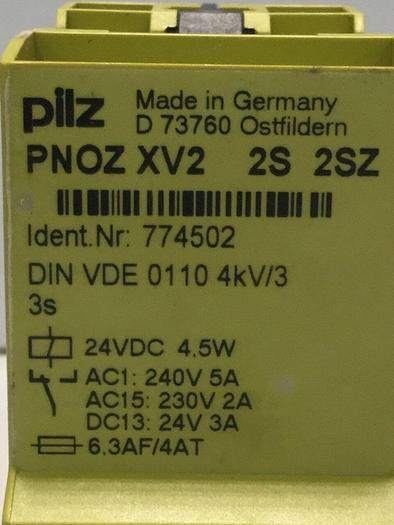 pilz Made in Germany
D 73760 Ostfildern
PNOZ XV2 2S 2SZ
Ident.Nr: 774502
DIN VDE 0110 4kV/3
3s
24VDC 4,5W
AC1: 240V 5A
AC15: 230V 2A
DC13: 24V 3A
6,3AF/4AT